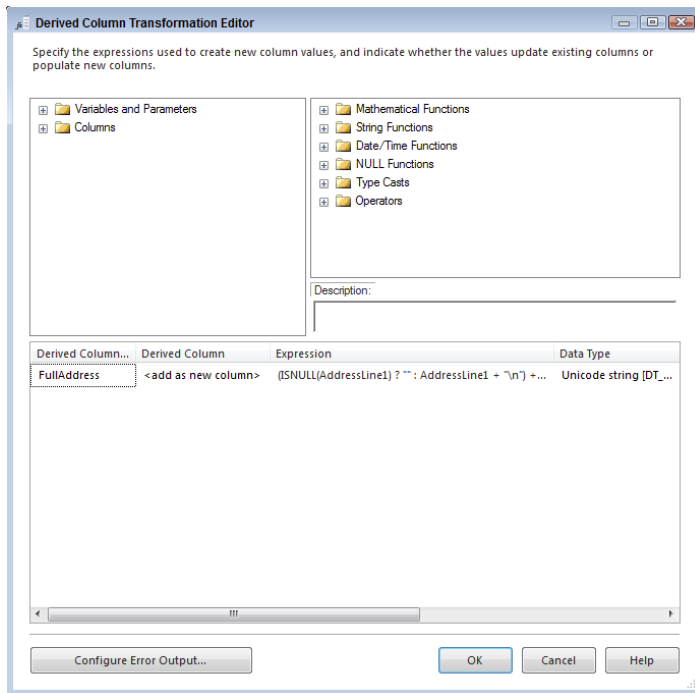 Derived Column Transformation Editor
Specify the expressions used to create new column values, and indicate whether the values update existing columns or
populate new columns.
Variables and Parameters
Columns
Mathematical Functions
String Functions
Date/Time Functions
NULL Functions
Type Casts
Operators
Description:
Derived Column... Derived Column Expression Data Type
FullAddress <add as new column> (ISNULL(AddressLine1) ? "" : AddressLine1 + "\n") +... Unicode string [DT_...
Configure Error Output... OK Cancel Help